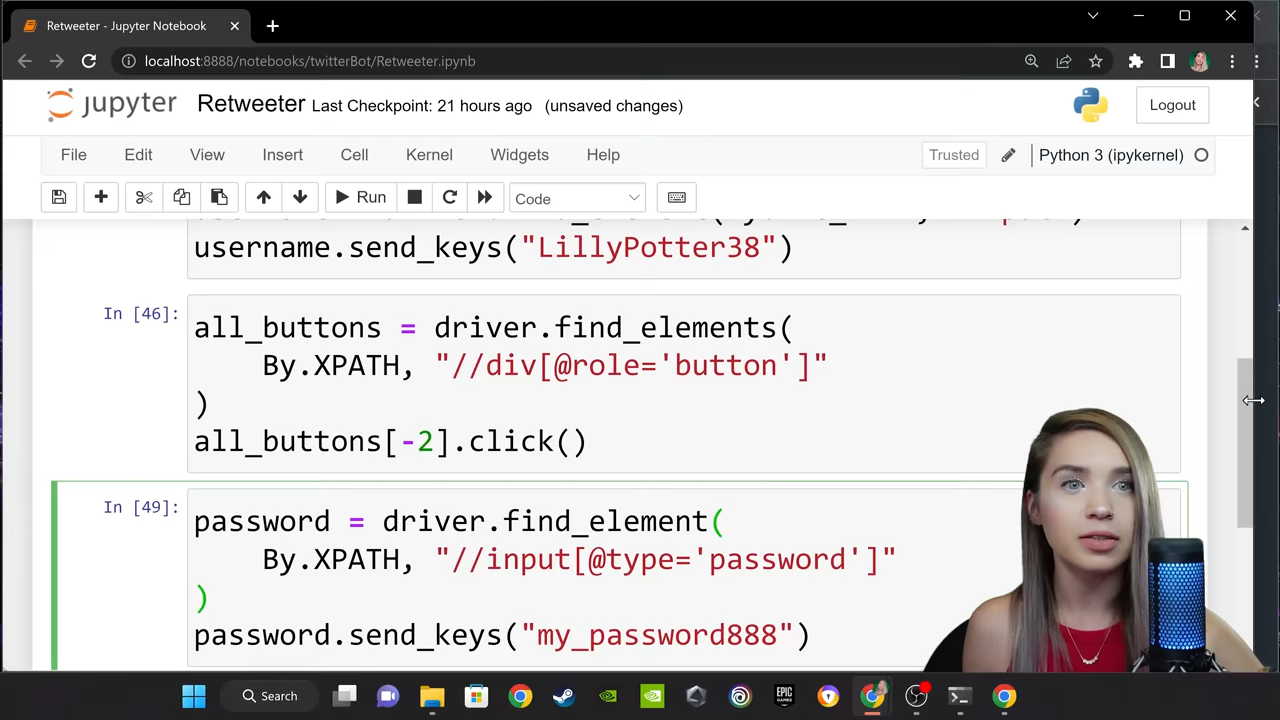 Retweeter - Jupyter Notebook
localhost:8888/notebooks/twitterBot/Retweeter.ipynb
jupyter Retweeter Last Checkpoint: 21 hours ago (unsaved changes) Logout
File Edit View Insert Cell Kernel Widgets Help Trusted Python 3 (ipykernel)
Run Code
username.send_keys("LillyPotter38")
In [46]:
all_buttons = driver.find_elements(
By.XPATH, "//div[@role='button']"
)
all_buttons[-2].click()
In [49]:
password = driver.find_element(
By.XPATH, "//input[@type='password']"
)
password.send_keys("my_password888")
Search
EPIC
GAMES